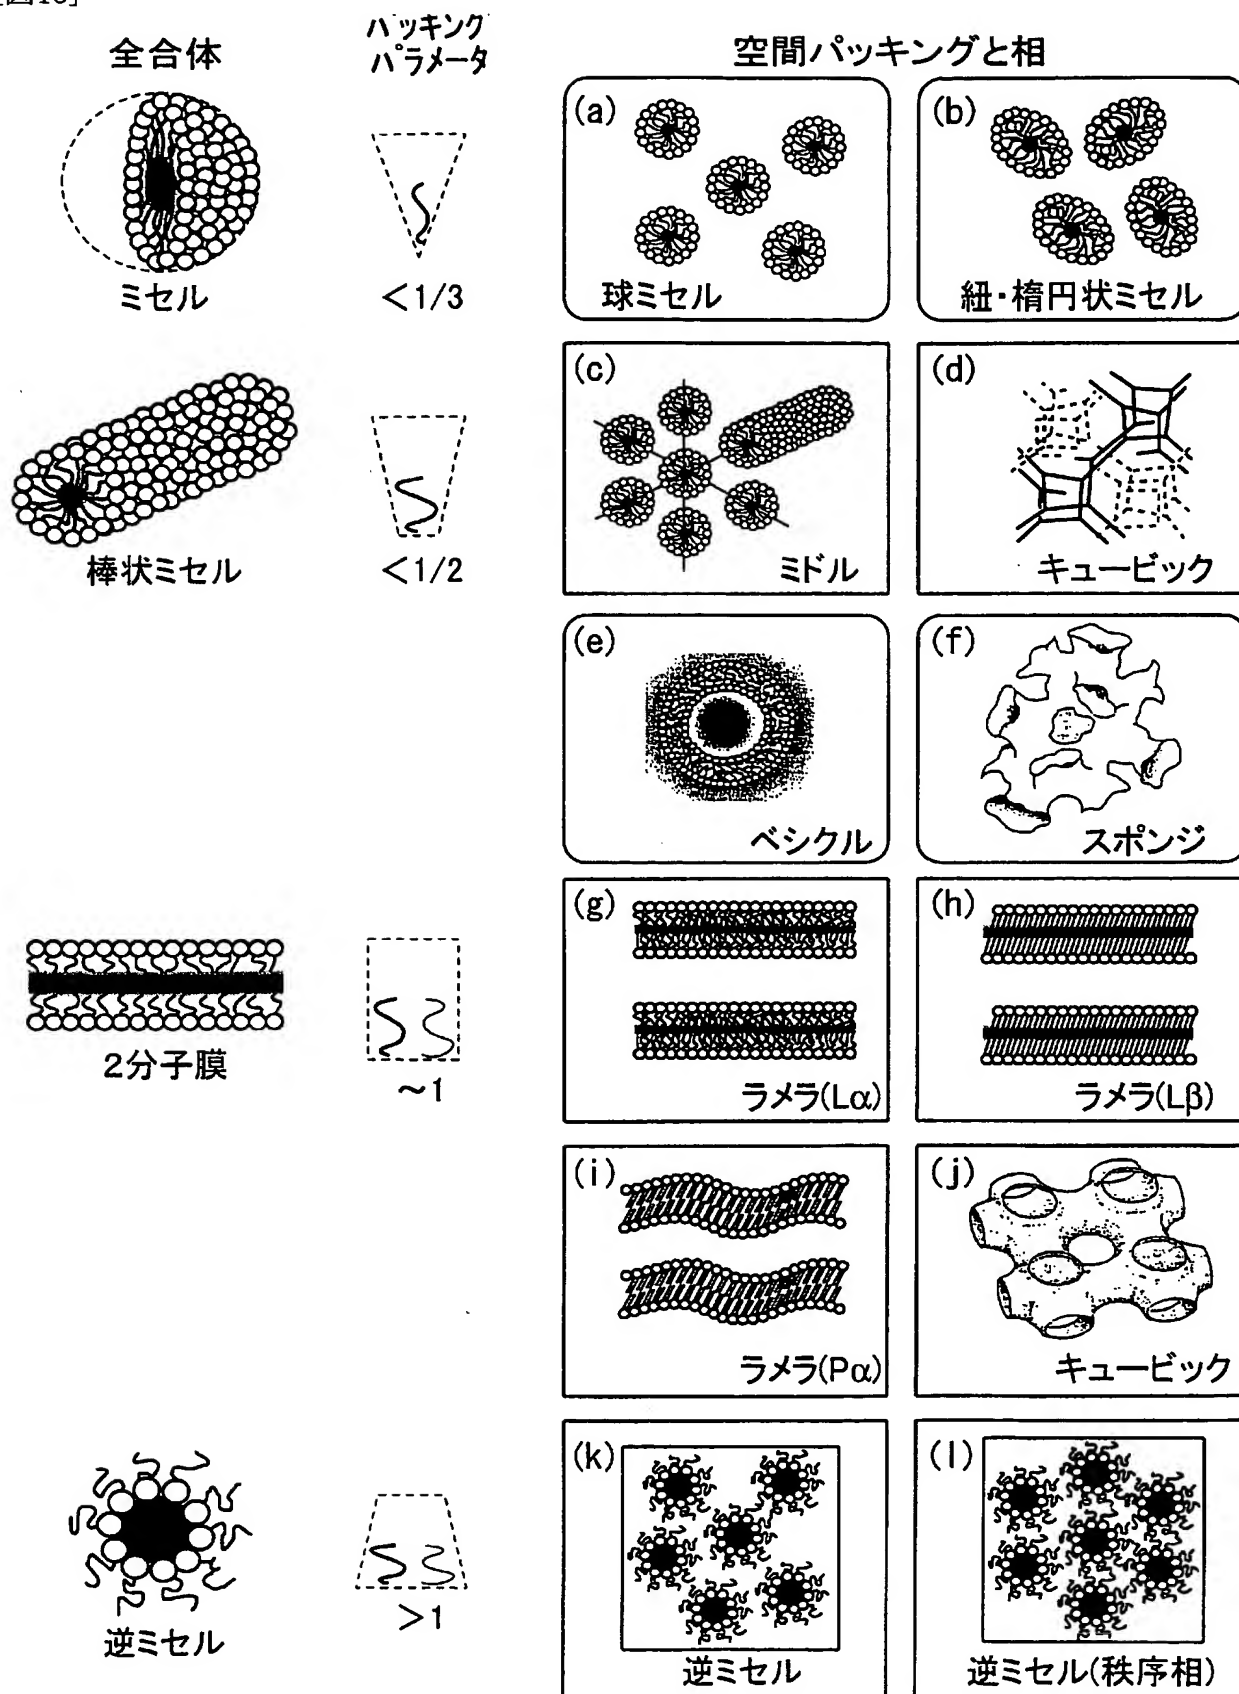 全合体
パッキング
パラメータ
空間パッキングと相
ミセル
<1/3
(a)
球ミセル
(b)
紐・楕円状ミセル
棒状ミセル
<1/2
(c)
ミドル
(d)
キュービック
(e)
ベシクル
(f)
スポンジ
2分子膜
~1
(g)
ラメラ(Lα)
(h)
ラメラ(Lβ)
(i)
ラメラ(Pα)
(j)
キュービック
逆ミセル
>1
(k)
逆ミセル
(l)
逆ミセル(秩序相)